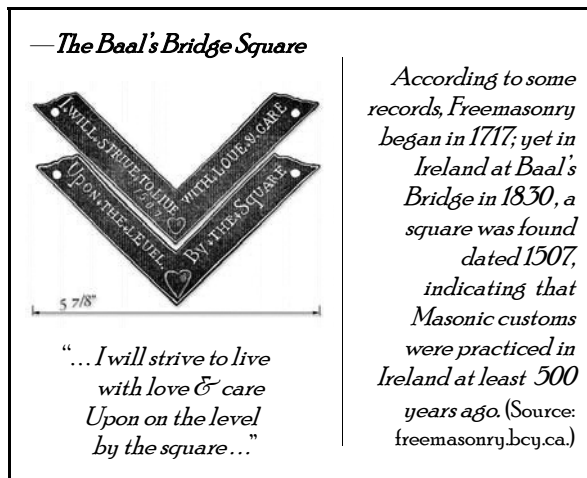 —The Baal's Bridge Square
I. WILL. STRIVE. TO. LIVE
WITH. LOUE. & CARE
1507
UPON. THE. LEVEL.
BY. THE. SQUARE
5 7/8"
“…I will strive to live
with love & care
Upon on the level
by the square…”
According to some
records, Freemasonry
began in 1717; yet in
Ireland at Baal's
Bridge in 1830, a
square was found
dated 1507,
indicating that
Masonic customs
were practiced in
Ireland at least 500
years ago. (Source:
freemasonry.bcy.ca.)